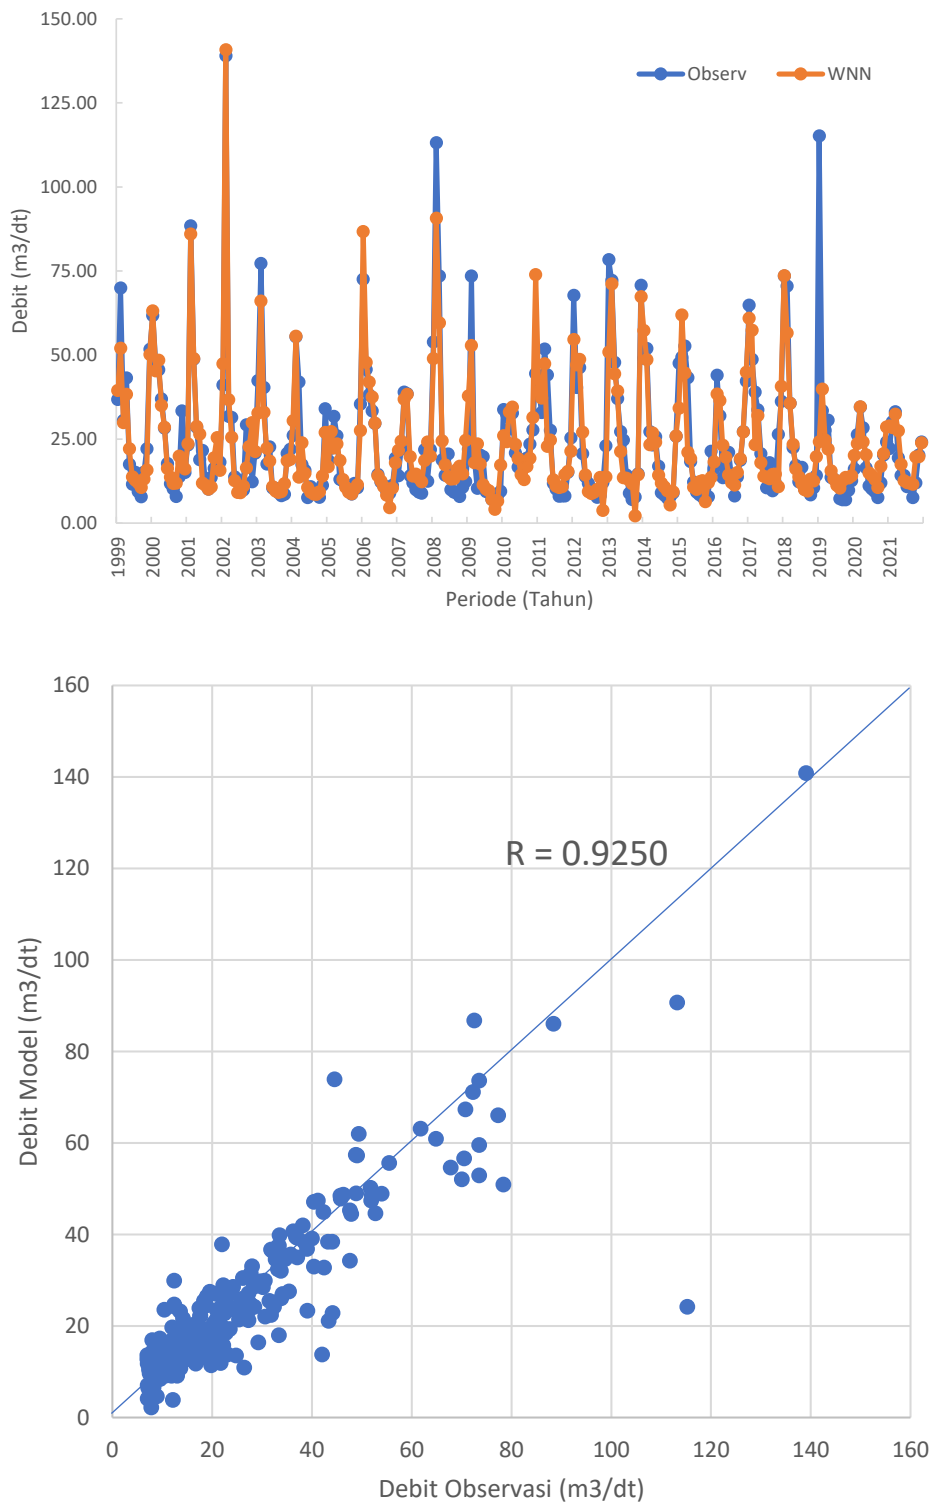 150.00
125.00
100.00
75.00
50.00
25.00
0.00
Debit (m3/dt)
Observ WNN
1999 2000 2001 2002 2003 2004 2005 2006 2007 2008 2009 2010 2011 2012 2013 2014 2015 2016 2017 2018 2019 2020 2021
Periode (Tahun)
160
140
120
100
80
60
40
20
0
Debit Model (m3/dt)
R = 0.9250
0 20 40 60 80 100 120 140 160
Debit Observasi (m3/dt)